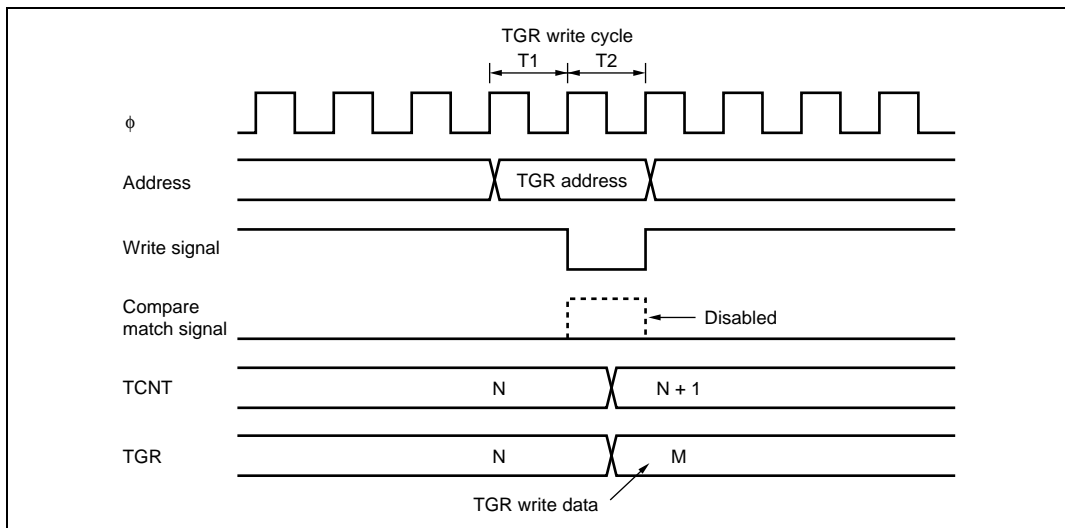 TGR write cycle
T1 T2
φ
Address TGR address
Write signal
Compare
match signal Disabled
TCNT N N + 1
TGR N M
TGR write data